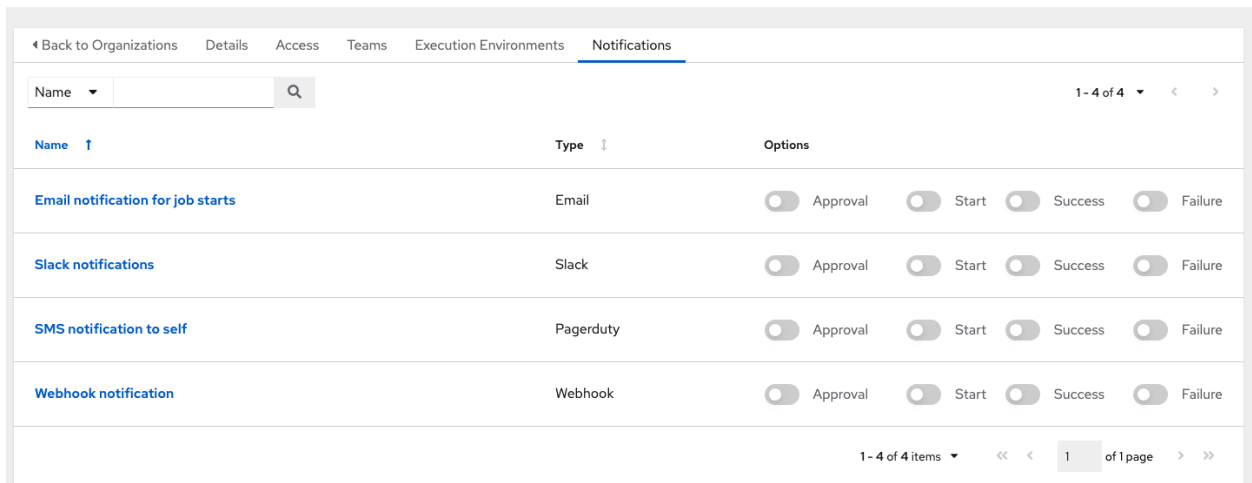 Back to Organizations Details Access Teams Execution Environments Notifications
Name 1 - 4 of 4
Name Type Options
Email notification for job starts Email Approval Start Success Failure
Slack notifications Slack Approval Start Success Failure
SMS notification to self Pagerduty Approval Start Success Failure
Webhook notification Webhook Approval Start Success Failure
1 - 4 of 4 items 1 of 1 page